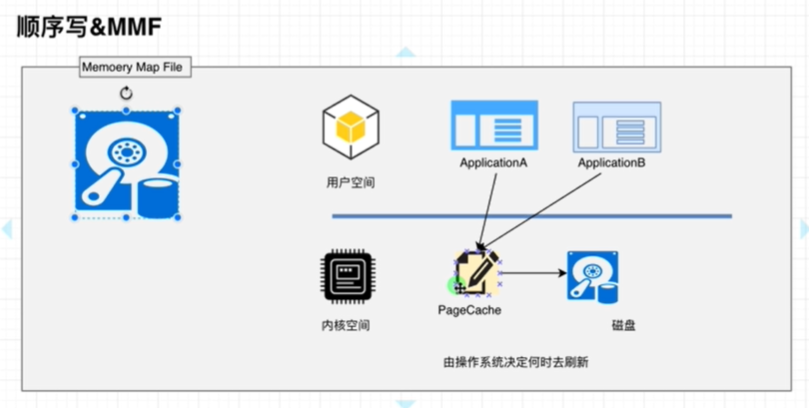 顺序写&MMF
Memoery Map File
ApplicationA
ApplicationB
用户空间
PageCache
内核空间
磁盘
由操作系统决定何时去刷新